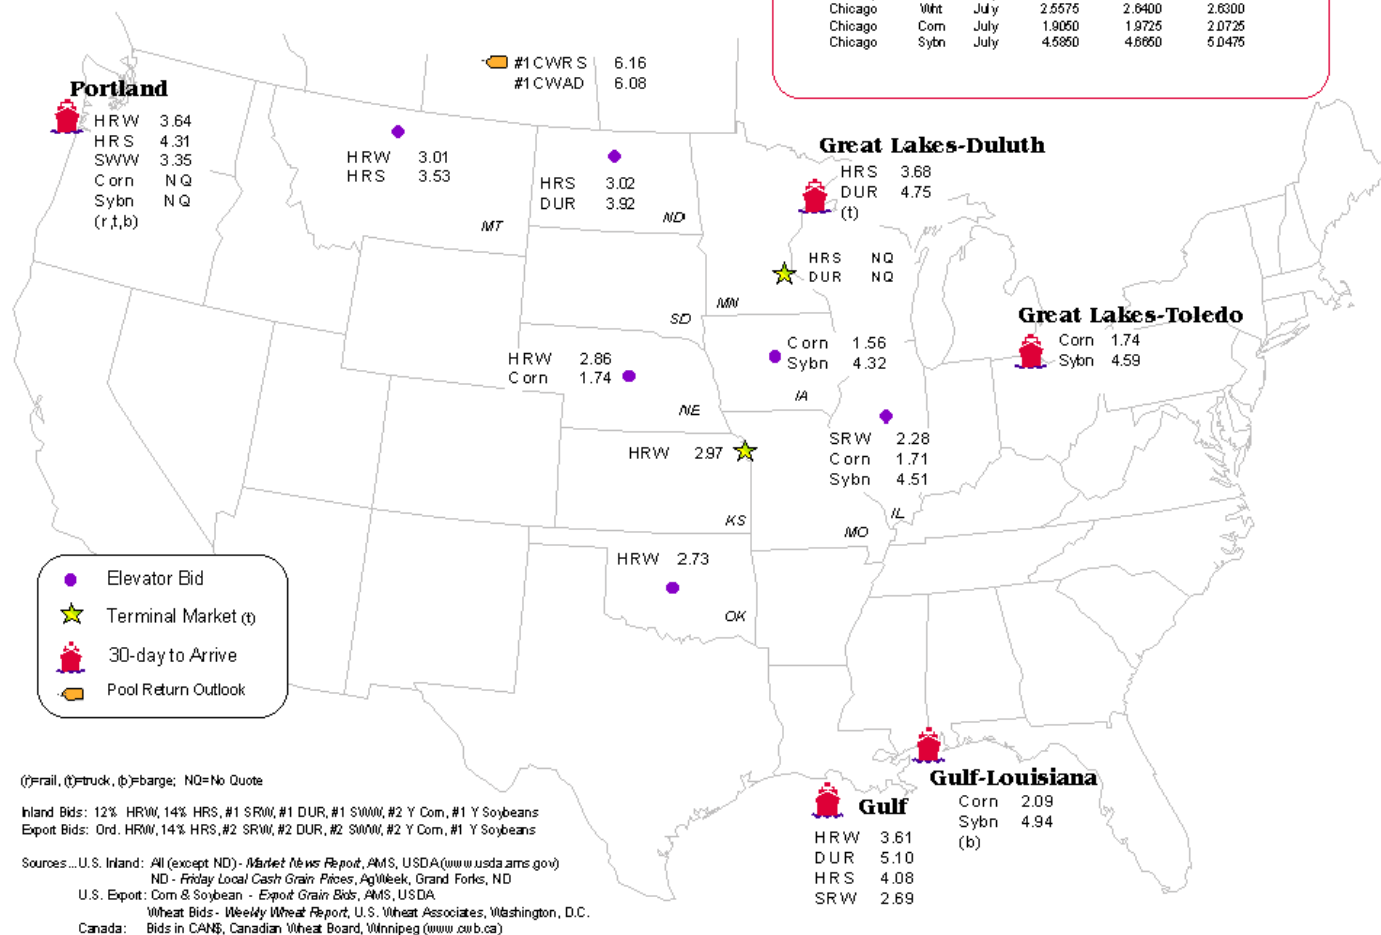 Chicago Wht July 2.5575 2.6400 2.6300
Chicago Corn July 1.9050 1.9725 2.0725
Chicago Sybn July 4.5850 4.6650 5.0475
#1CWRS 6.16
#1CWAD 6.08
Portland
HRW 3.64
HRS 4.31
SWW 3.35
Corn NQ
Sybn NQ
(r,t,b)
HRW 3.01
HRS 3.53
MT
HRS 3.02
DUR 3.92
ND
Great Lakes-Duluth
HRS 3.68
DUR 4.75
(t)
HRS NQ
DUR NQ
MN
SD
Great Lakes-Toledo
Corn 1.74
Sybn 4.59
HRW 2.86
Corn 1.74
NE
Corn 1.56
Sybn 4.32
IA
SRW 2.28
Corn 1.71
Sybn 4.51
IL
HRW 2.97
KS
MO
HRW 2.73
OK
Elevator Bid
Terminal Market (t)
30-day to Arrive
Pool Return Outlook
Gulf-Louisiana
Corn 2.09
Sybn 4.94
(b)
Gulf
HRW 3.61
DUR 5.10
HRS 4.08
SRW 2.69
(r)=rail, (t)=truck, (b)=barge; NQ=No Quote
Inland Bids: 12% HRW, 14% HRS, #1 SRW, #1 DUR, #1 SWW, #2 Y Corn, #1 Y Soybeans
Export Bids: Ord. HRW, 14% HRS, #2 SRW, #2 DUR, #2 SWW, #2 Y Corn, #1 Y Soybeans
Sources...U.S. Inland: All (except ND) - Market News Report, AMS, USDA (www.usda.ams.gov)
ND - Friday Local Cash Grain Prices, AgWeek, Grand Forks, ND
U.S. Export: Corn & Soybean - Export Grain Bids, AMS, USDA
Wheat Bids - Weekly Wheat Report, U.S. Wheat Associates, Washington, D.C.
Canada: Bids in CAN$, Canadian Wheat Board, Winnipeg (www.cwb.ca)